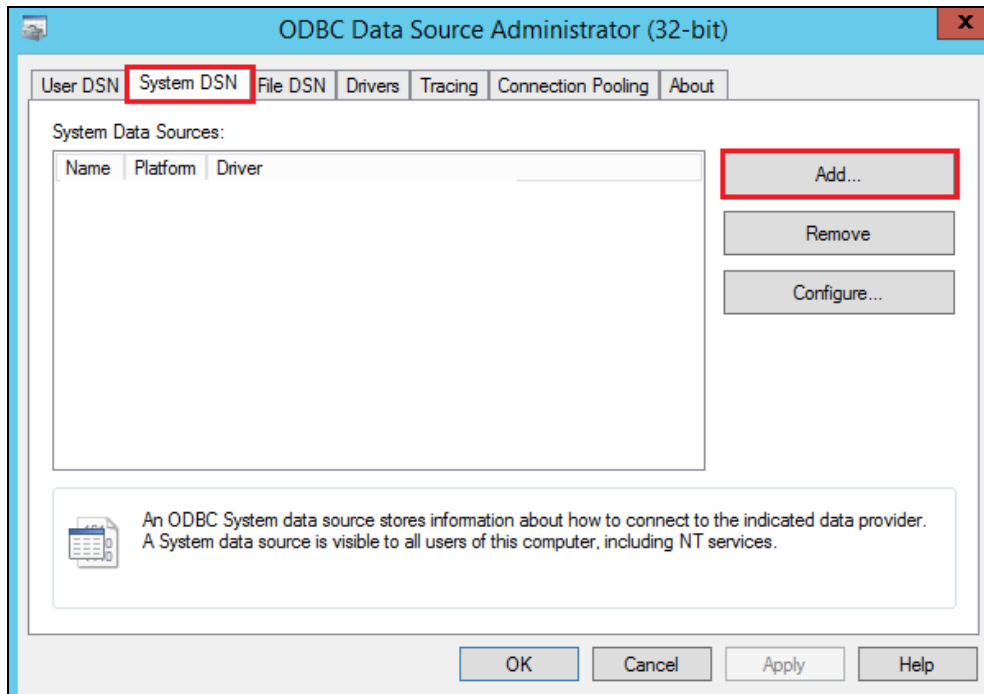 ODBC Data Source Administrator (32-bit)
x
User DSN System DSN File DSN Drivers Tracing Connection Pooling About
System Data Sources:
Name Platform Driver
Add...
Remove
Configure...
An ODBC System data source stores information about how to connect to the indicated data provider.
A System data source is visible to all users of this computer, including NT services.
OK Cancel Apply Help